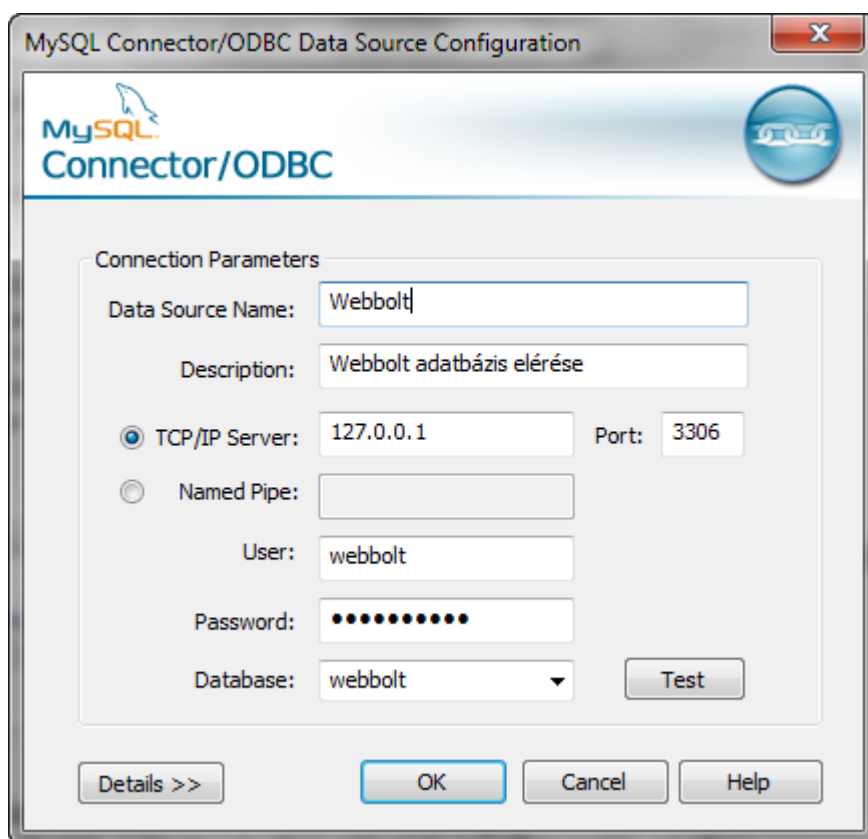 MySQL Connector/ODBC Data Source Configuration
MySQL
Connector/ODBC
Connection Parameters
Data Source Name: Webbolt
Description: Webbolt adatbázis elérése
TCP/IP Server: 127.0.0.1 Port: 3306
Named Pipe:
User: webbolt
Password: ●●●●●●●●●●
Database: webbolt Test
Details >> OK Cancel Help